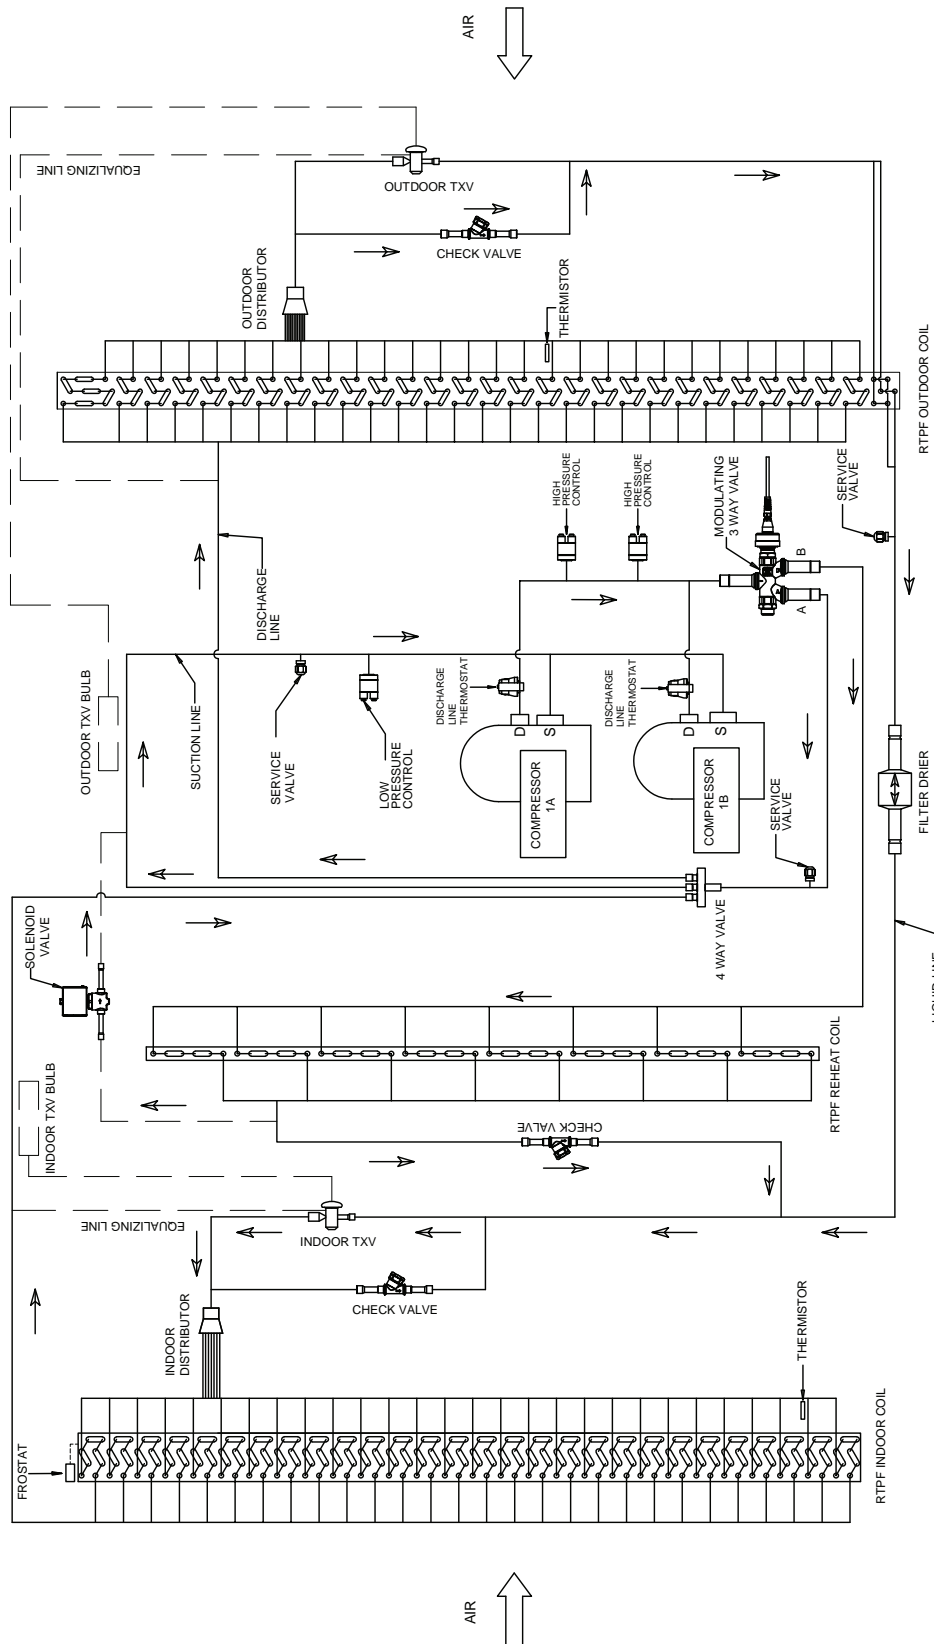 AIR
EQUALIZING LINE
OUTDOOR TXV
CHECK VALVE
OUTDOOR
DISTRIBUTOR
THERMISTOR
RTPF OUTDOOR COIL
HIGH
PRESSURE
CONTROL
HIGH
PRESSURE
CONTROL
MODULATING
3 WAY VALVE
B
A
SERVICE
VALVE
DISCHARGE
LINE
OUTDOOR TXV BULB
SUCTION LINE
SERVICE
VALVE
LOW
PRESSURE
CONTROL
DISCHARGE
LINE
THERMOSTAT
D
S
COMPRESSOR
1A
DISCHARGE
LINE
THERMOSTAT
D
S
COMPRESSOR
1B
SERVICE
VALVE
FILTER DRIER
4 WAY VALVE
SOLENOID
VALVE
LIQUID LINE
RTPF REHEAT COIL
INDOOR TXV BULB
CHECK VALVE
EQUALIZING LINE
INDOOR TXV
CHECK VALVE
INDOOR
DISTRIBUTOR
THERMISTOR
FROSTAT
RTPF INDOOR COIL
AIR